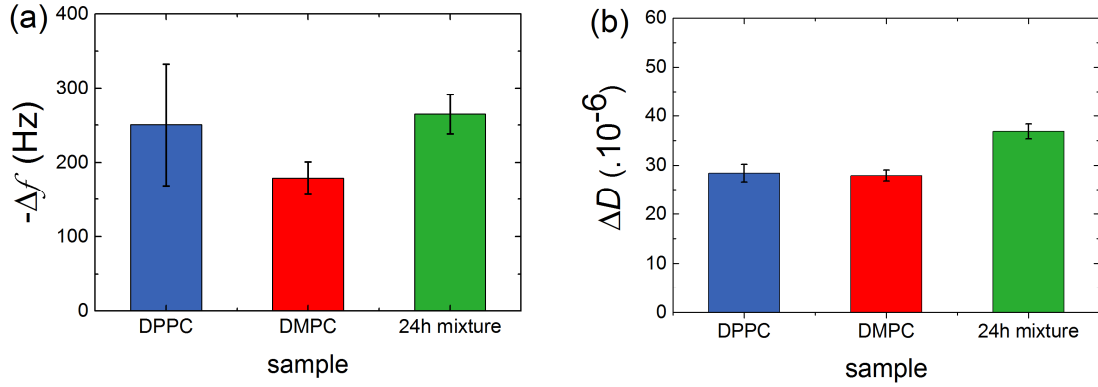 (a)
400
300
200
100
0
-Δf (Hz)
DPPC DMPC 24h mixture
sample
(b)
60
50
40
30
20
10
0
ΔD (.10-6)
DPPC DMPC 24h mixture
sample